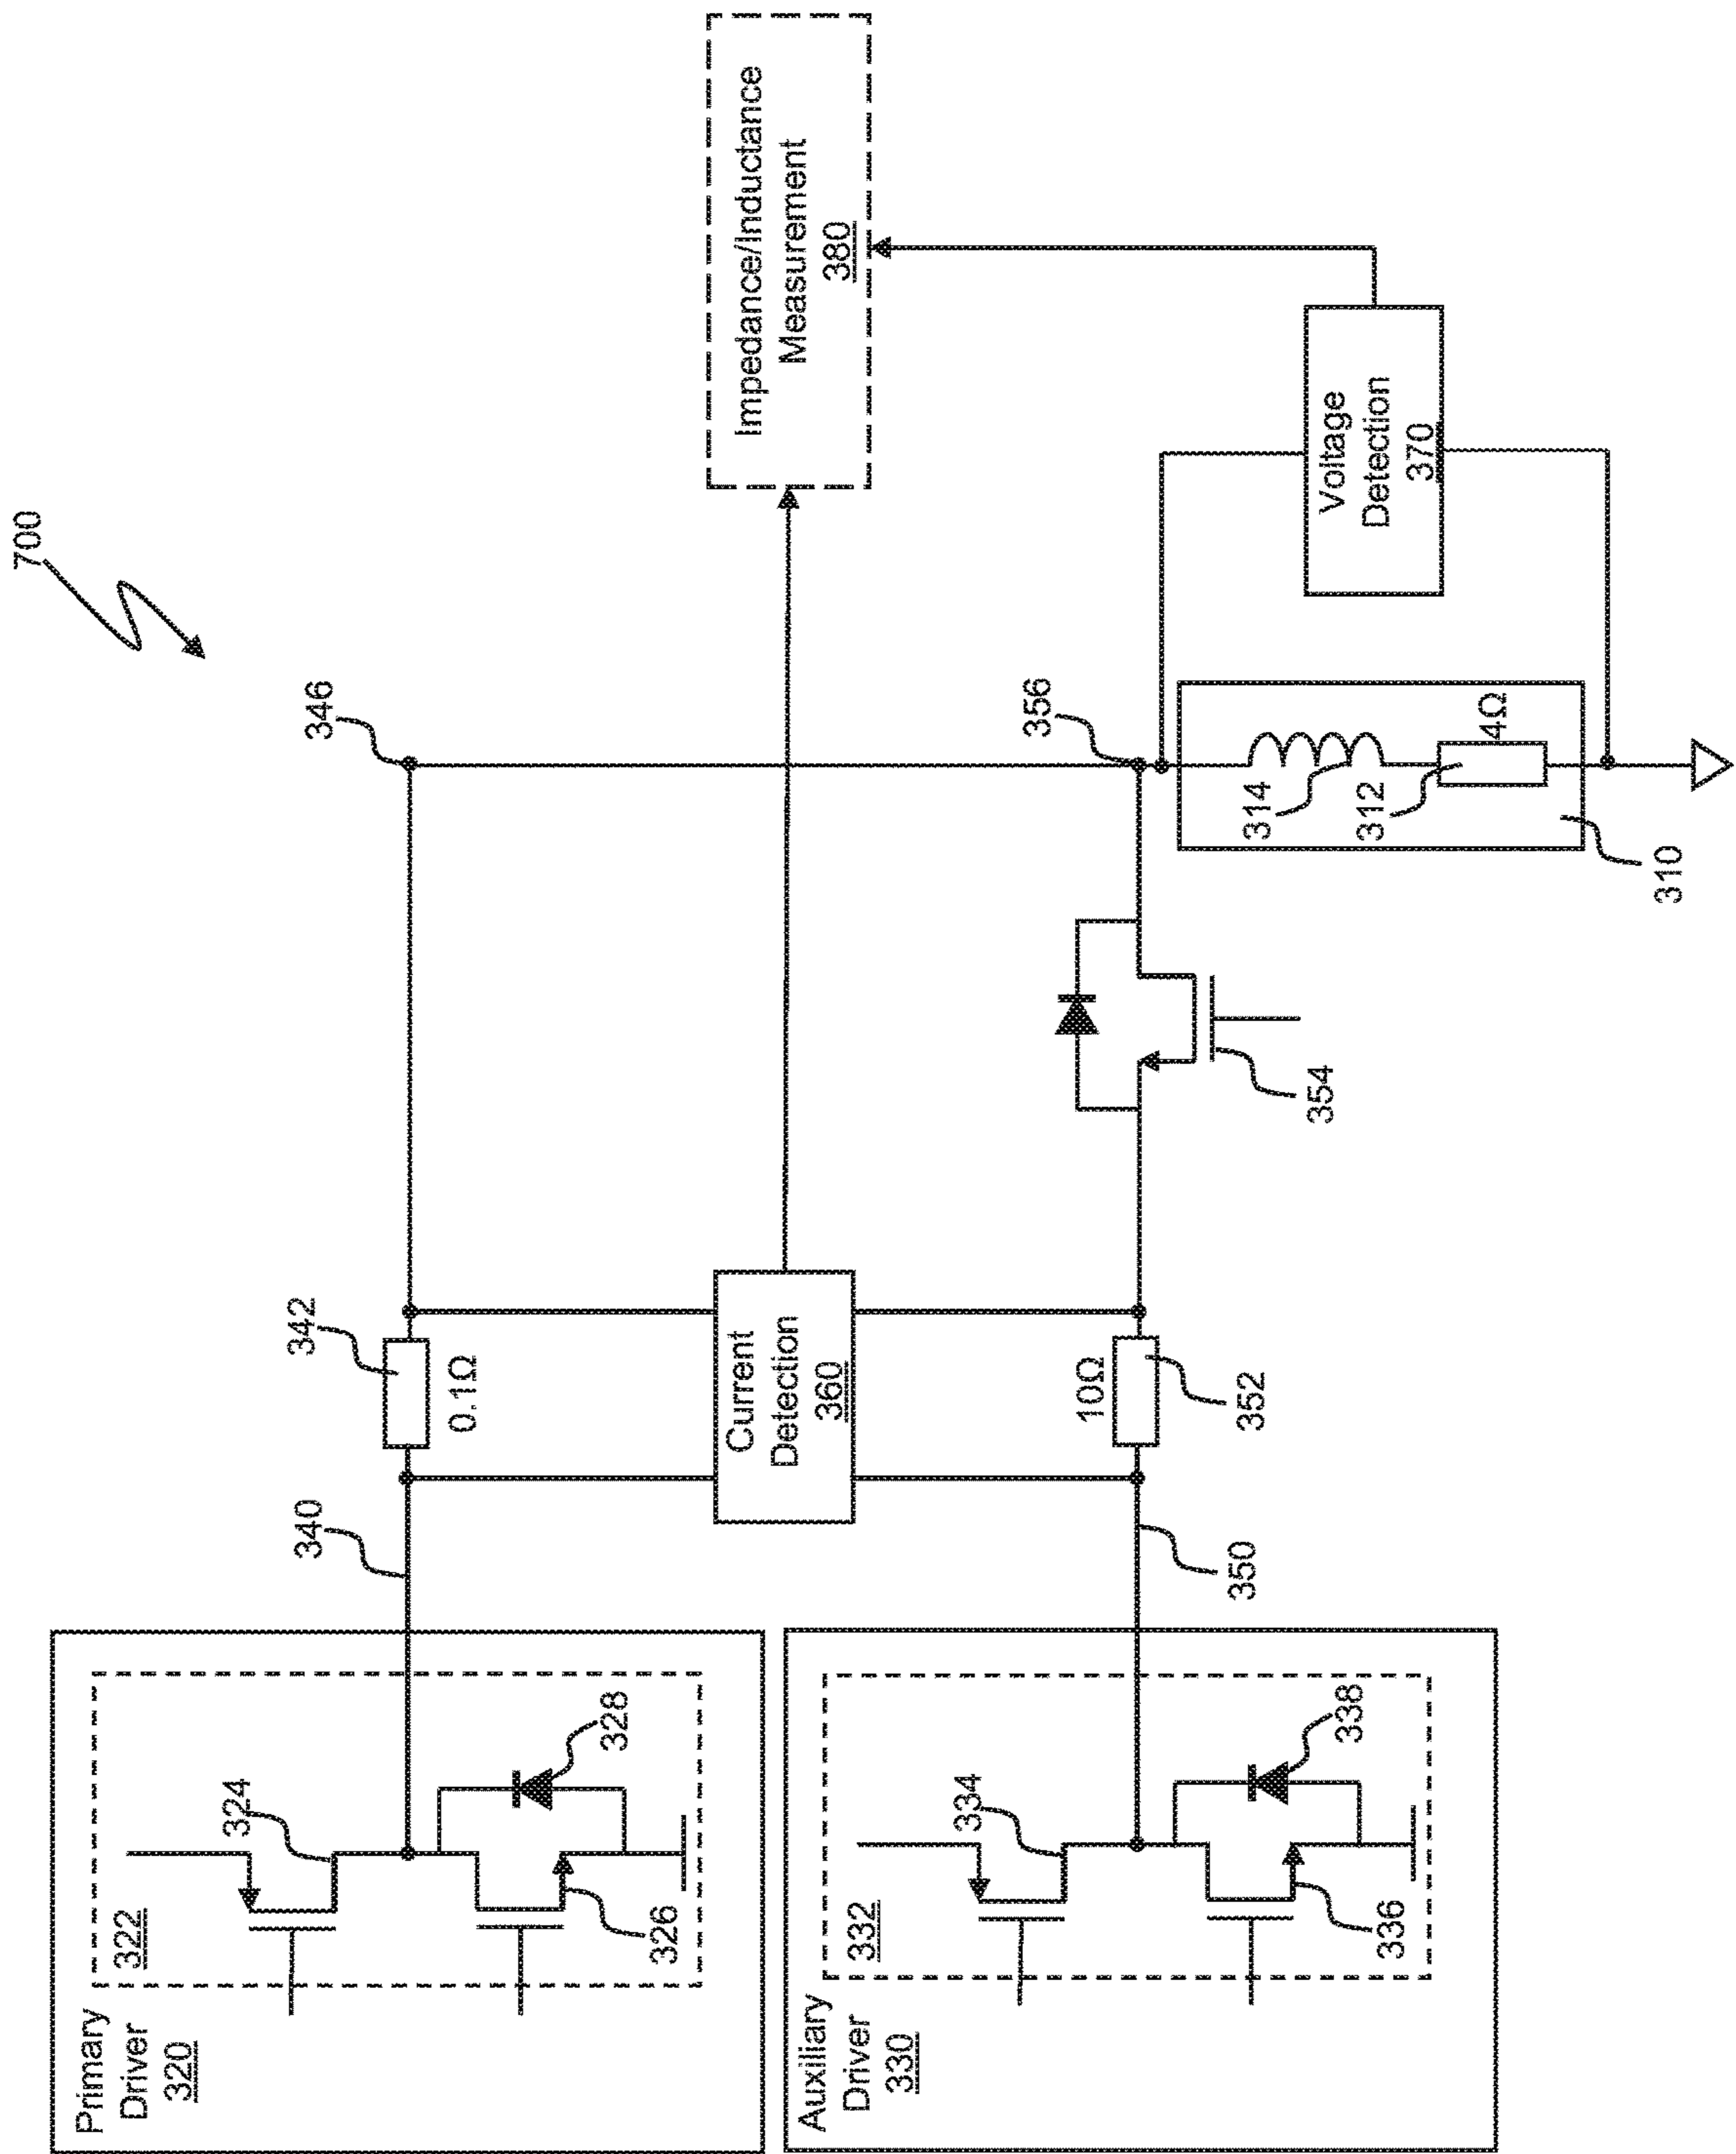 700
Primary
Driver
320
322
324
326
328
340
342
0.1Ω
346
Current
Detection
360
Impedance/Inductance
Measurement
380
Auxiliary
Driver
330
332
334
336
338
350
10Ω
352
354
356
314
312
4Ω
310
Voltage
Detection
370